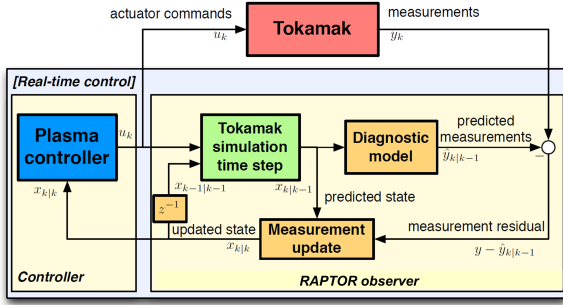 actuator commands
measurements
Tokamak
u_k
y_k
[Real-time control]
Plasma
controller
u_k
Tokamak
simulation
time step
Diagnostic
model
predicted
measurements
ŷ_{k|k-1}
−
x_{k|k}
x_{k-1|k-1}
x_{k|k-1}
z^{-1}
predicted state
updated state
x_{k|k}
Measurement
update
measurement residual
y − ŷ_{k|k-1}
Controller
RAPTOR observer